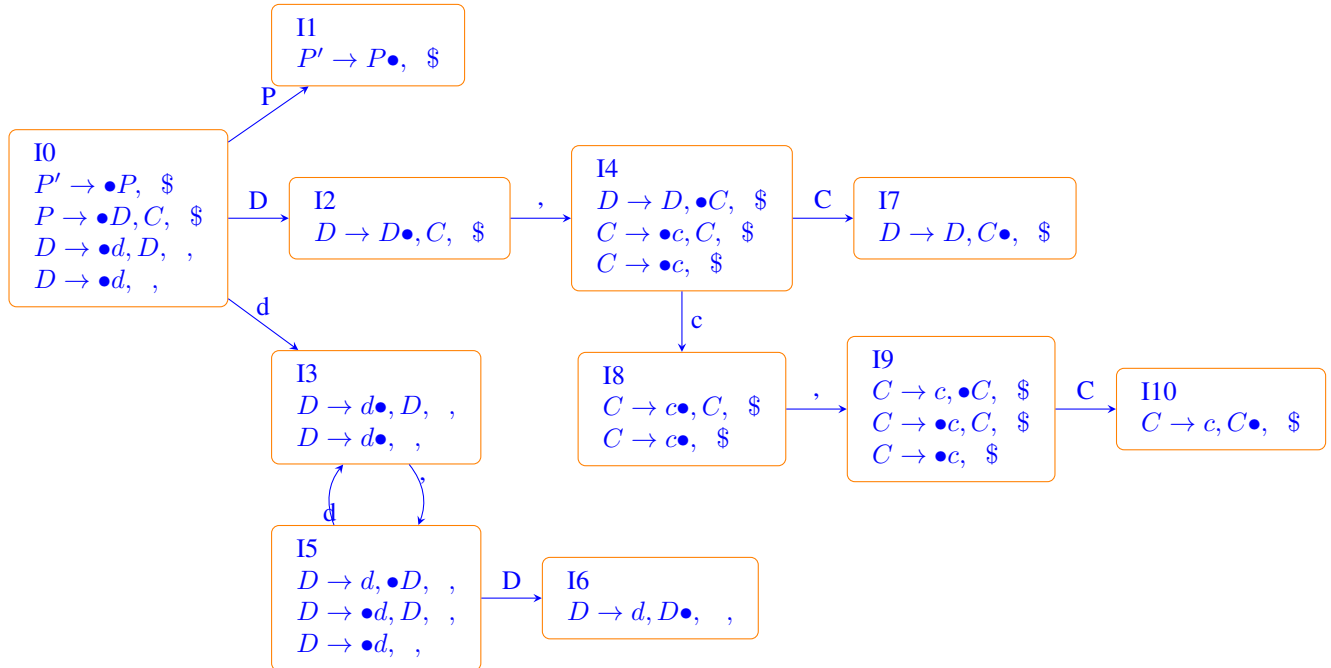 I1
P′ → P●, $
P
I0
P′ → ●P, $
P → ●D, C, $
D → ●d, D, ,
D → ●d, ,
D
I2
D → D●, C, $
,
I4
D → D, ●C, $
C → ●c, C, $
C → ●c, $
C
I7
D → D, C●, $
d
c
I3
D → d●, D, ,
D → d●, ,
I8
C → c●, C, $
C → c●, $
,
I9
C → c, ●C, $
C → ●c, C, $
C → ●c, $
C
I10
C → c, C●, $
,
d
I5
D → d, ●D, ,
D → ●d, D, ,
D → ●d, ,
D
I6
D → d, D●, ,